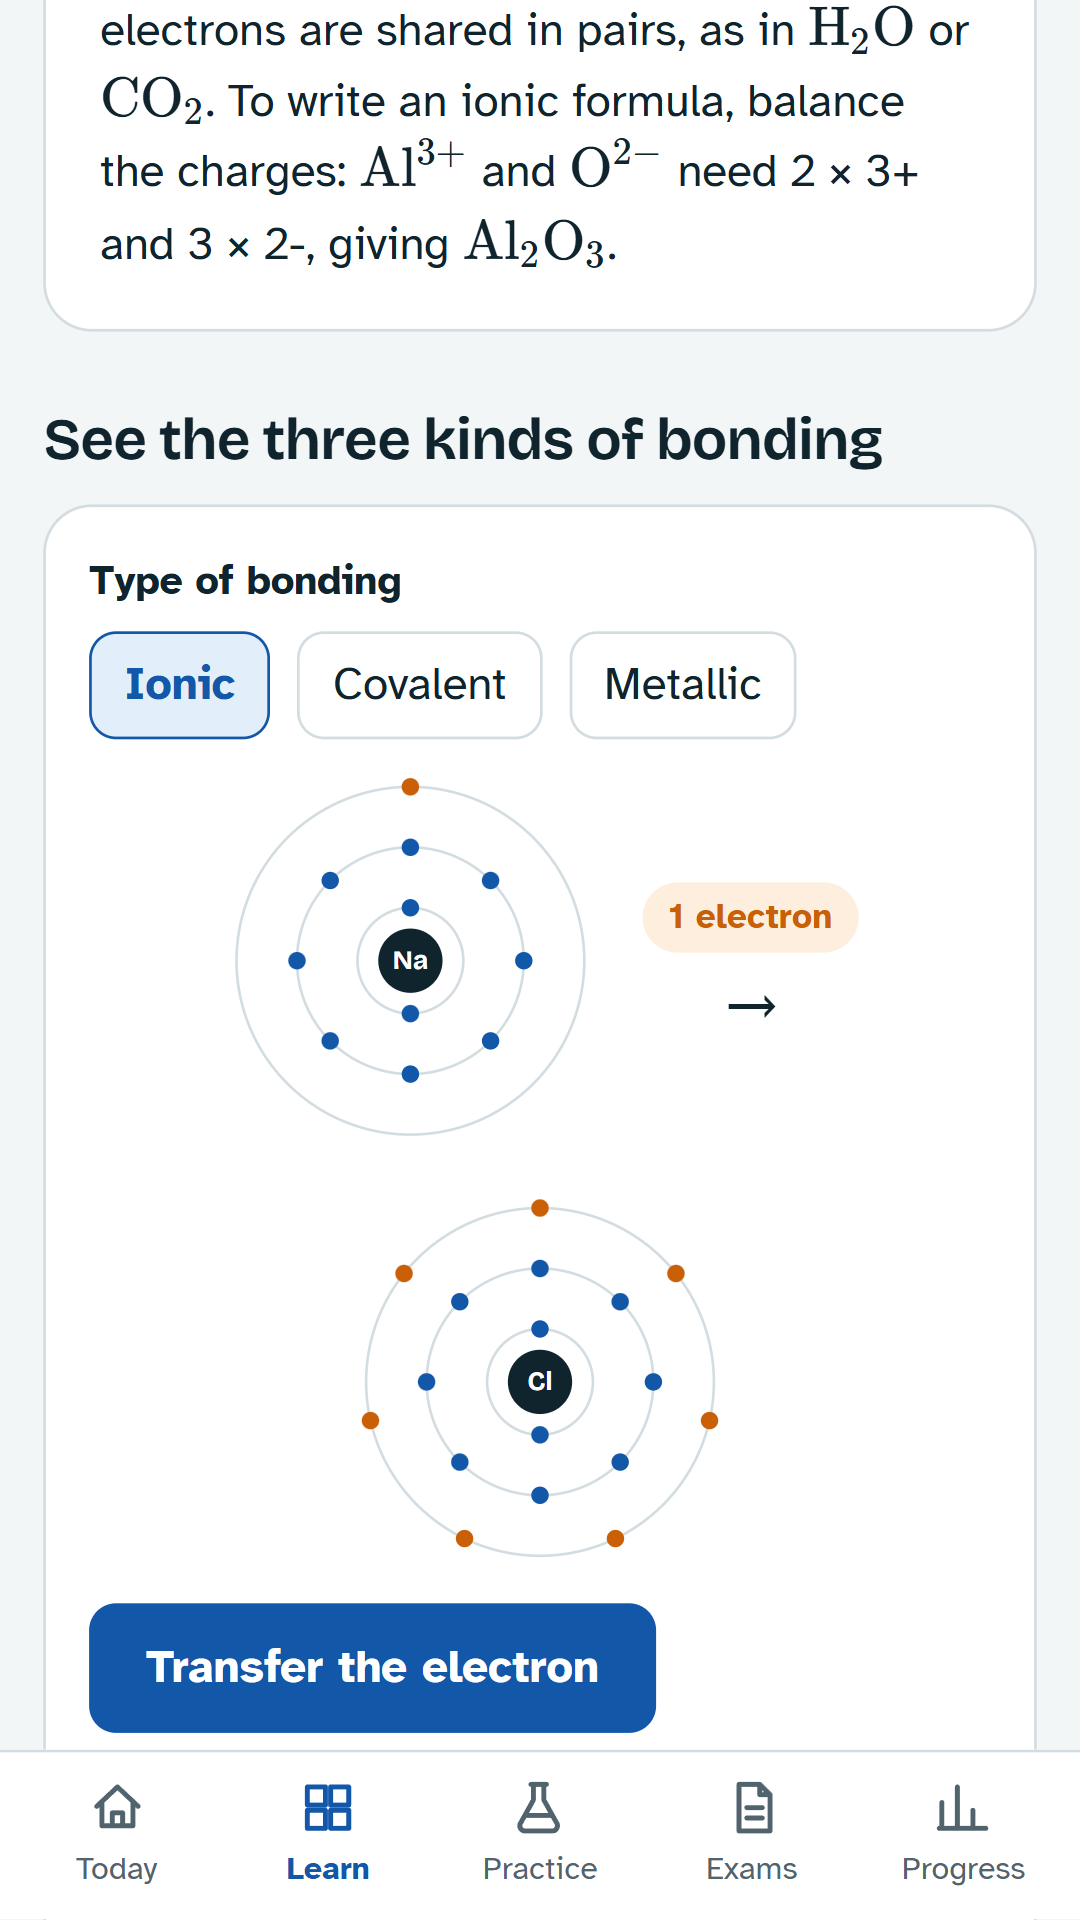 electrons are shared in pairs, as in H₂O or
CO₂. To write an ionic formula, balance
the charges: Al³⁺ and O²⁻ need 2 × 3+
and 3 × 2-, giving Al₂O₃.
See the three kinds of bonding
Type of bonding
Ionic Covalent Metallic
1 electron
Na
→
Cl
Transfer the electron
Today Learn Practice Exams Progress